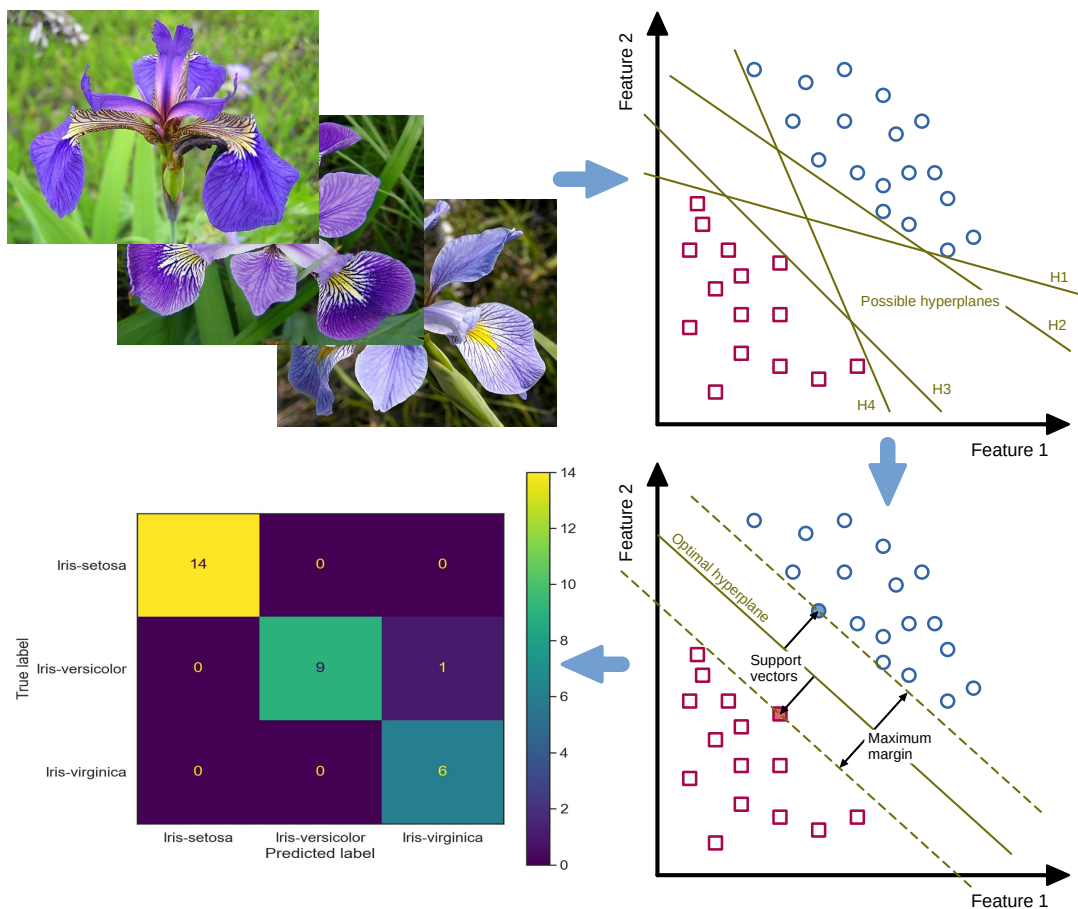 Feature 2
H1
Possible hyperplanes
H2
H3
H4
Feature 1
14
12
10
8
6
4
2
0
True label
Iris-setosa
14 0 0
Iris-versicolor
0 9 1
Iris-virginica
0 0 6
Iris-setosa Iris-versicolor Iris-virginica
Predicted label
Feature 2
Optimal hyperplane
Support
vectors
Maximum
margin
Feature 1